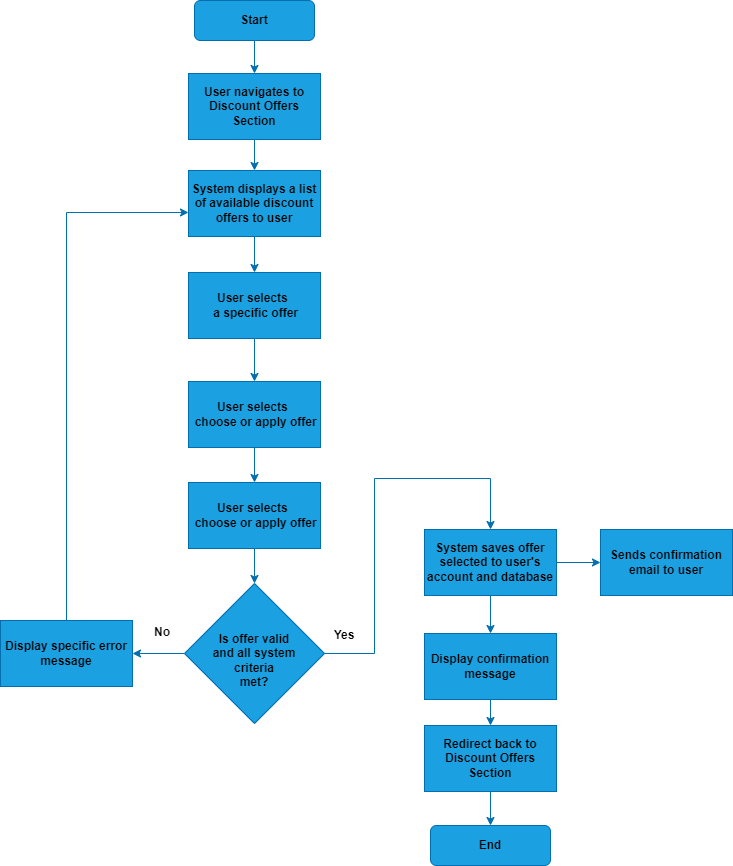 Start
User navigates to
Discount Offers
Section
System displays a list
of available discount
offers to user
User selects
a specific offer
User selects
choose or apply offer
User selects
choose or apply offer
Is offer valid
and all system
criteria
met?
No
Display specific error
message
Yes
System saves offer
selected to user's
account and database
Sends confirmation
email to user
Display confirmation
message
Redirect back to
Discount Offers
Section
End